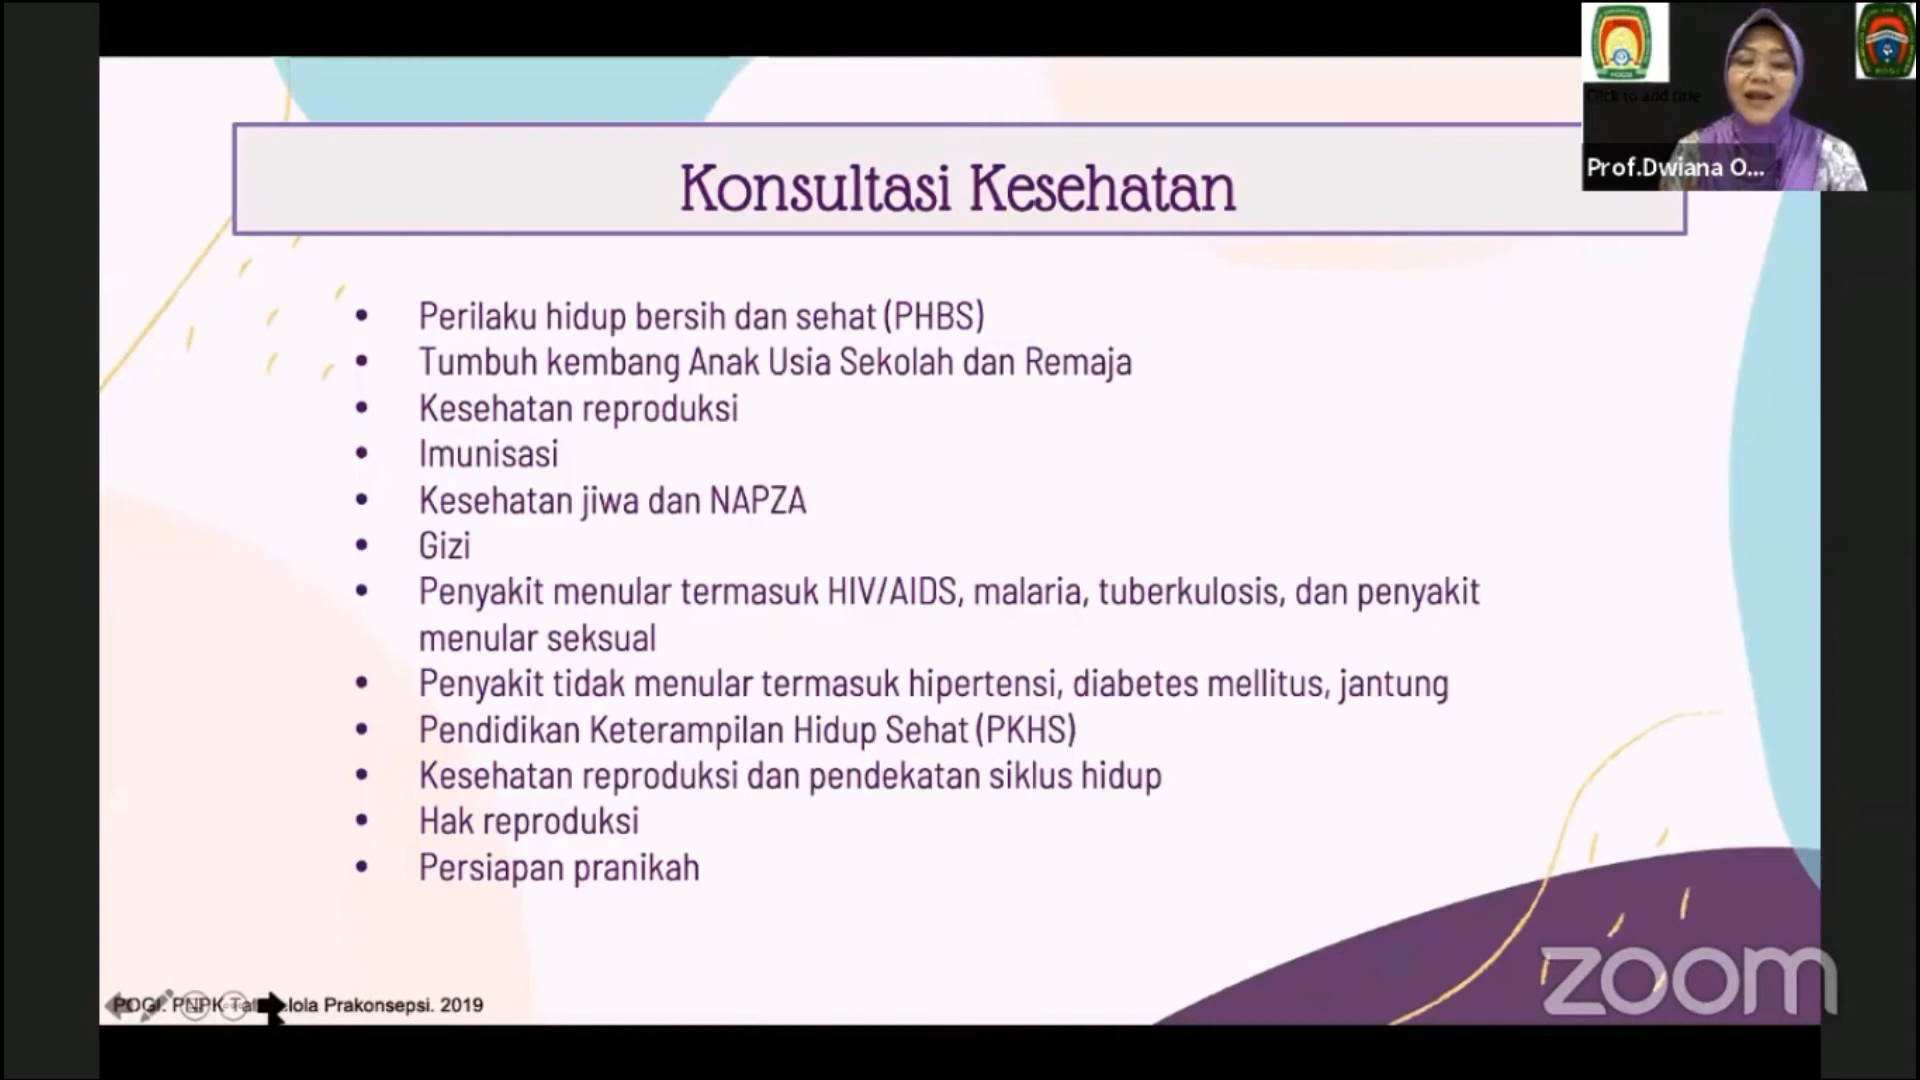 Click to add title
Prof.Dwiana O...
Konsultasi Kesehatan
• Perilaku hidup bersih dan sehat (PHBS)
• Tumbuh kembang Anak Usia Sekolah dan Remaja
• Kesehatan reproduksi
• Imunisasi
• Kesehatan jiwa dan NAPZA
• Gizi
• Penyakit menular termasuk HIV/AIDS, malaria, tuberkulosis, dan penyakit
menular seksual
• Penyakit tidak menular termasuk hipertensi, diabetes mellitus, jantung
• Pendidikan Keterampilan Hidup Sehat (PKHS)
• Kesehatan reproduksi dan pendekatan siklus hidup
• Hak reproduksi
• Persiapan pranikah
POGI. PNPK Prakonsepsi. 2019
zoom